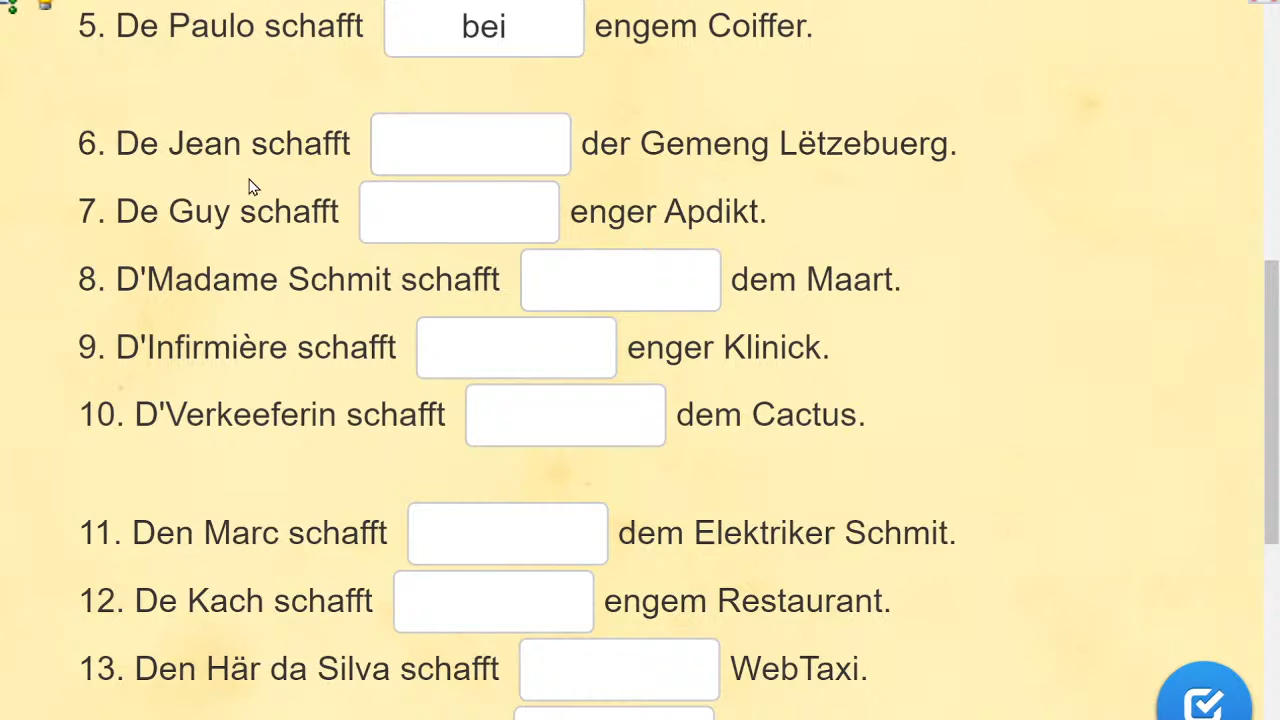 5. De Paulo schafft bei engem Coiffer.
6. De Jean schafft der Gemeng Lëtzebuerg.
7. De Guy schafft enger Apdikt.
8. D'Madame Schmit schafft dem Maart.
9. D'Infirmière schafft enger Klinick.
10. D'Verkeeferin schafft dem Cactus.
11. Den Marc schafft dem Elektriker Schmit.
12. De Kach schafft engem Restaurant.
13. Den Här da Silva schafft WebTaxi.